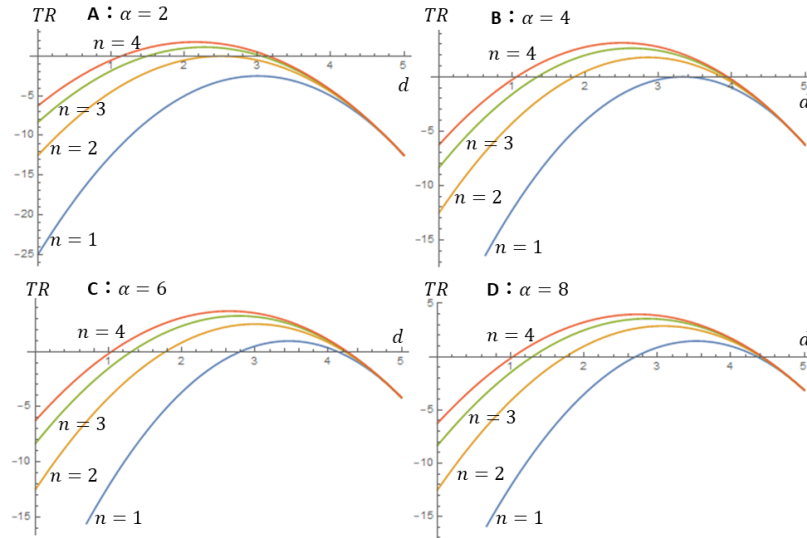 TR A：α = 2
n = 4
1 2 3 4 5
d
-5
n = 3
-10
n = 2
-15
-20
n = 1
-25
TR B：α = 4
n = 4
1 2 3 4 5
d
-5
n = 3
-10
n = 2
-15
n = 1
TR C：α = 6
n = 4
d
1 2 3 4 5
-5
n = 3
-10
n = 2
-15
n = 1
TR D：α = 8
5
n = 4
d
1 2 3 4 5
-5
n = 3
-10
n = 2
-15
n = 1